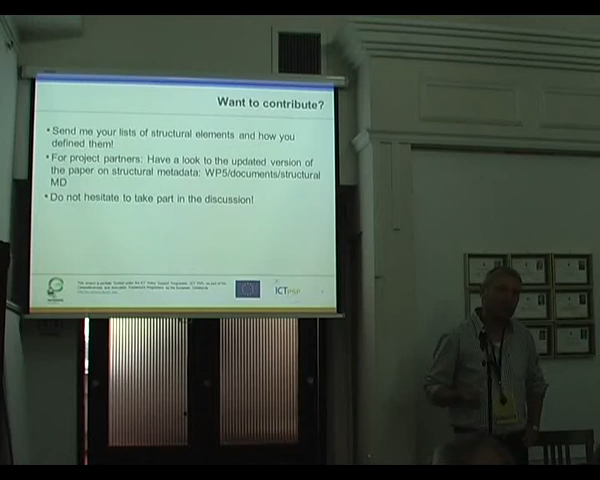 Want to contribute?
• Send me your lists of structural elements and how you
defined them!
• For project partners: Have a look to the updated version of
the paper on structural metadata: WP5/documents/structural
MD
• Do not hesitate to take part in the discussion!
ICT PSP